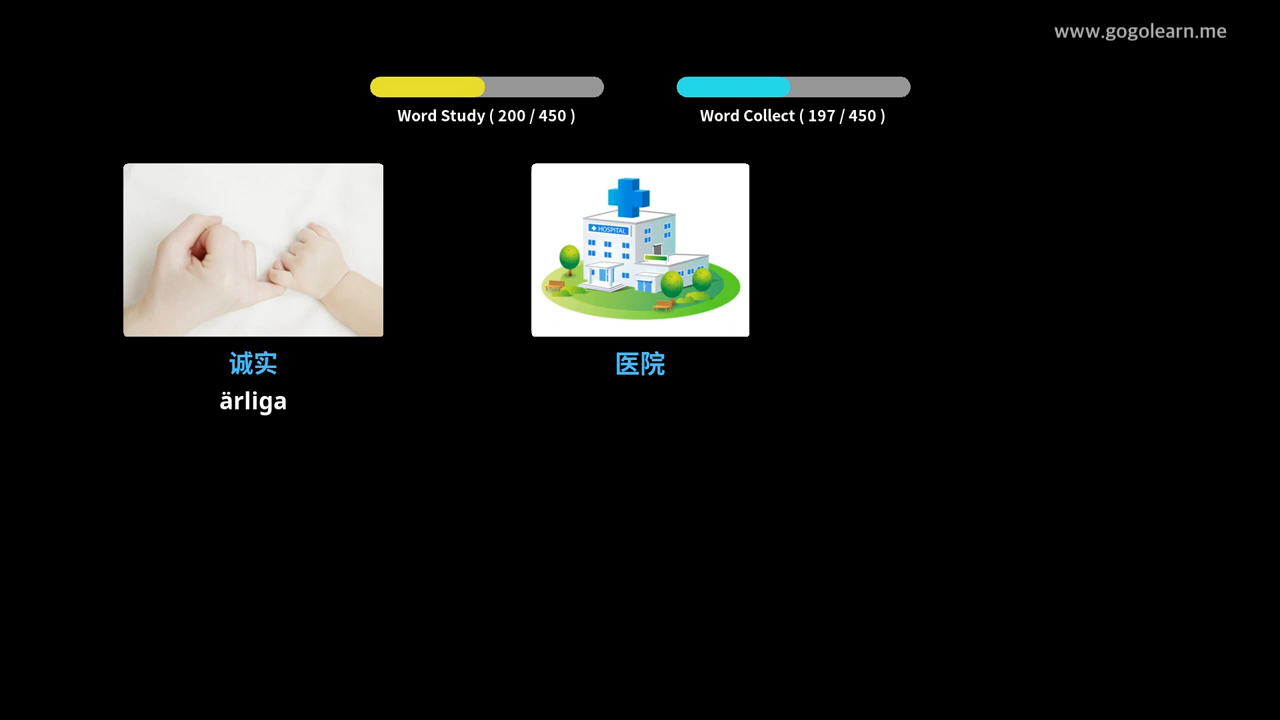 www.gogolearn.me
Word Study ( 200 / 450 )
Word Collect ( 197 / 450 )
HOSPITAL
诚实
医院
ärliga